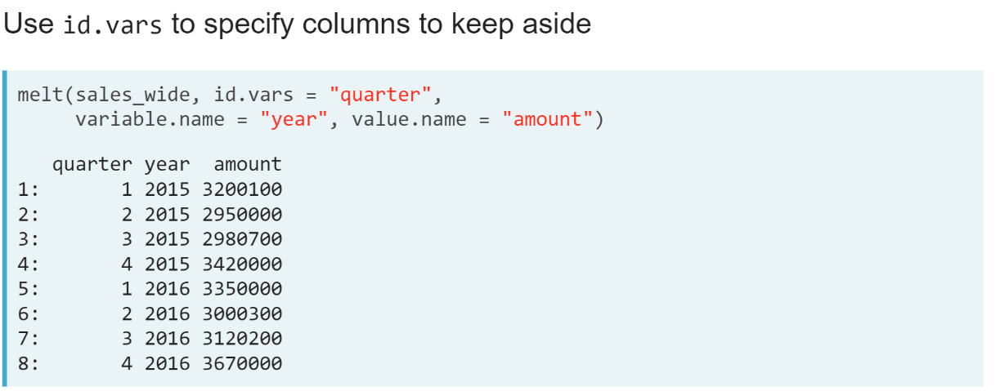 Use id.vars to specify columns to keep aside
melt(sales_wide, id.vars = "quarter",
     variable.name = "year", value.name = "amount")
   quarter year  amount
1:       1 2015 3200100
2:       2 2015 2950000
3:       3 2015 2980700
4:       4 2015 3420000
5:       1 2016 3350000
6:       2 2016 3000300
7:       3 2016 3120200
8:       4 2016 3670000